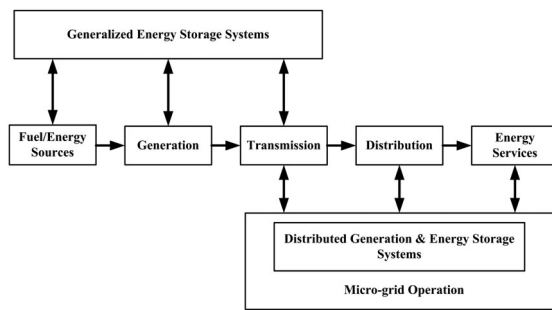 Generalized Energy Storage Systems
Fuel/Energy
Sources
Generation
Transmission
Distribution
Energy
Services
Distributed Generation & Energy Storage
Systems
Micro-grid Operation